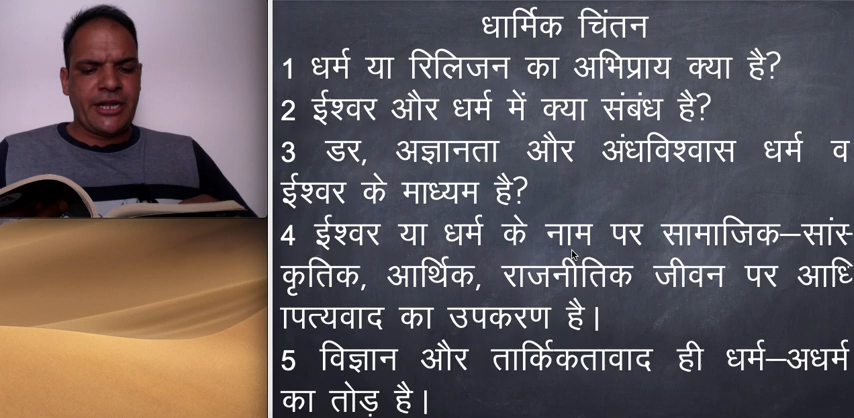 धार्मिक चिंतन
1 धर्म या रिलिजन का अभिप्राय क्या है?
2 ईश्वर और धर्म में क्या संबंध है?
3 डर, अज्ञानता और अंधविश्वास धर्म व
ईश्वर के माध्यम है?
4 ईश्वर या धर्म के नाम पर सामाजिक–सांस्
कृतिक, आर्थिक, राजनीतिक जीवन पर आधि
ापत्यवाद का उपकरण है।
5 विज्ञान और तार्किकतावाद ही धर्म–अधर्म
का तोड़ है।